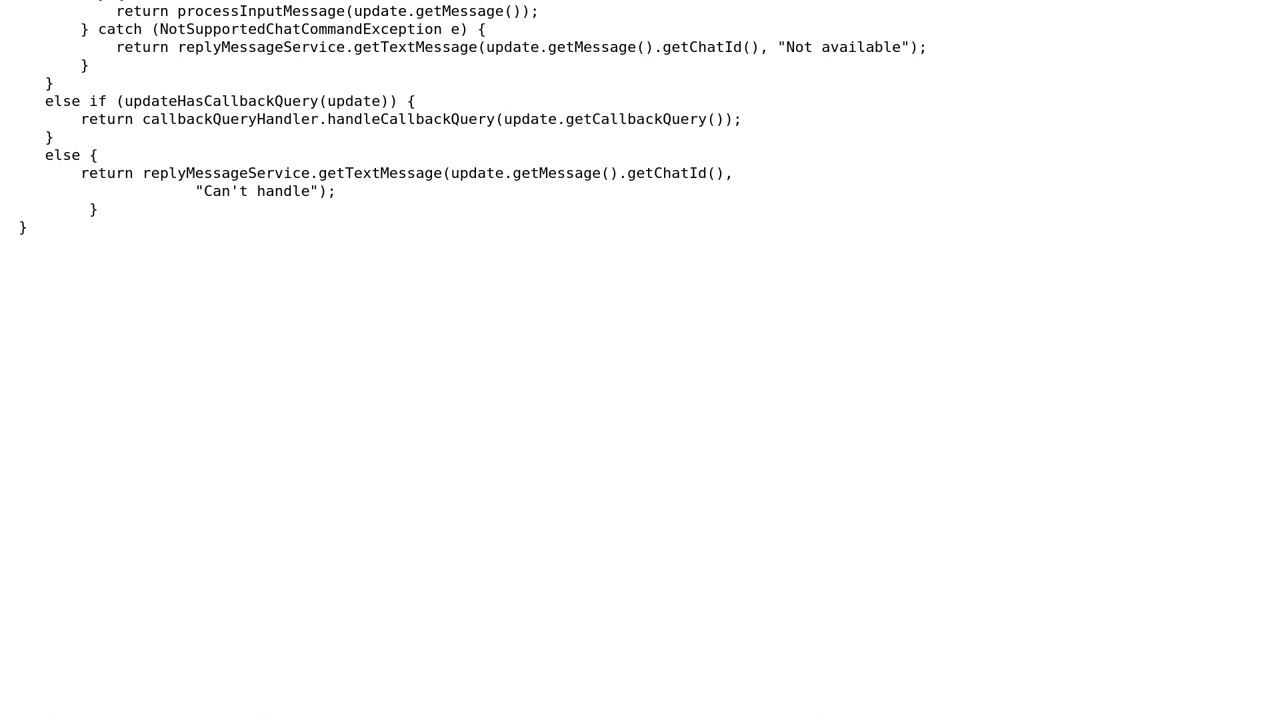 return processInputMessage(update.getMessage());
} catch (NotSupportedChatCommandException e) {
return replyMessageService.getTextMessage(update.getMessage().getChatId(), "Not available");
}
}
else if (updateHasCallbackQuery(update)) {
return callbackQueryHandler.handleCallbackQuery(update.getCallbackQuery());
}
else {
return replyMessageService.getTextMessage(update.getMessage().getChatId(),
"Can't handle");
}
}